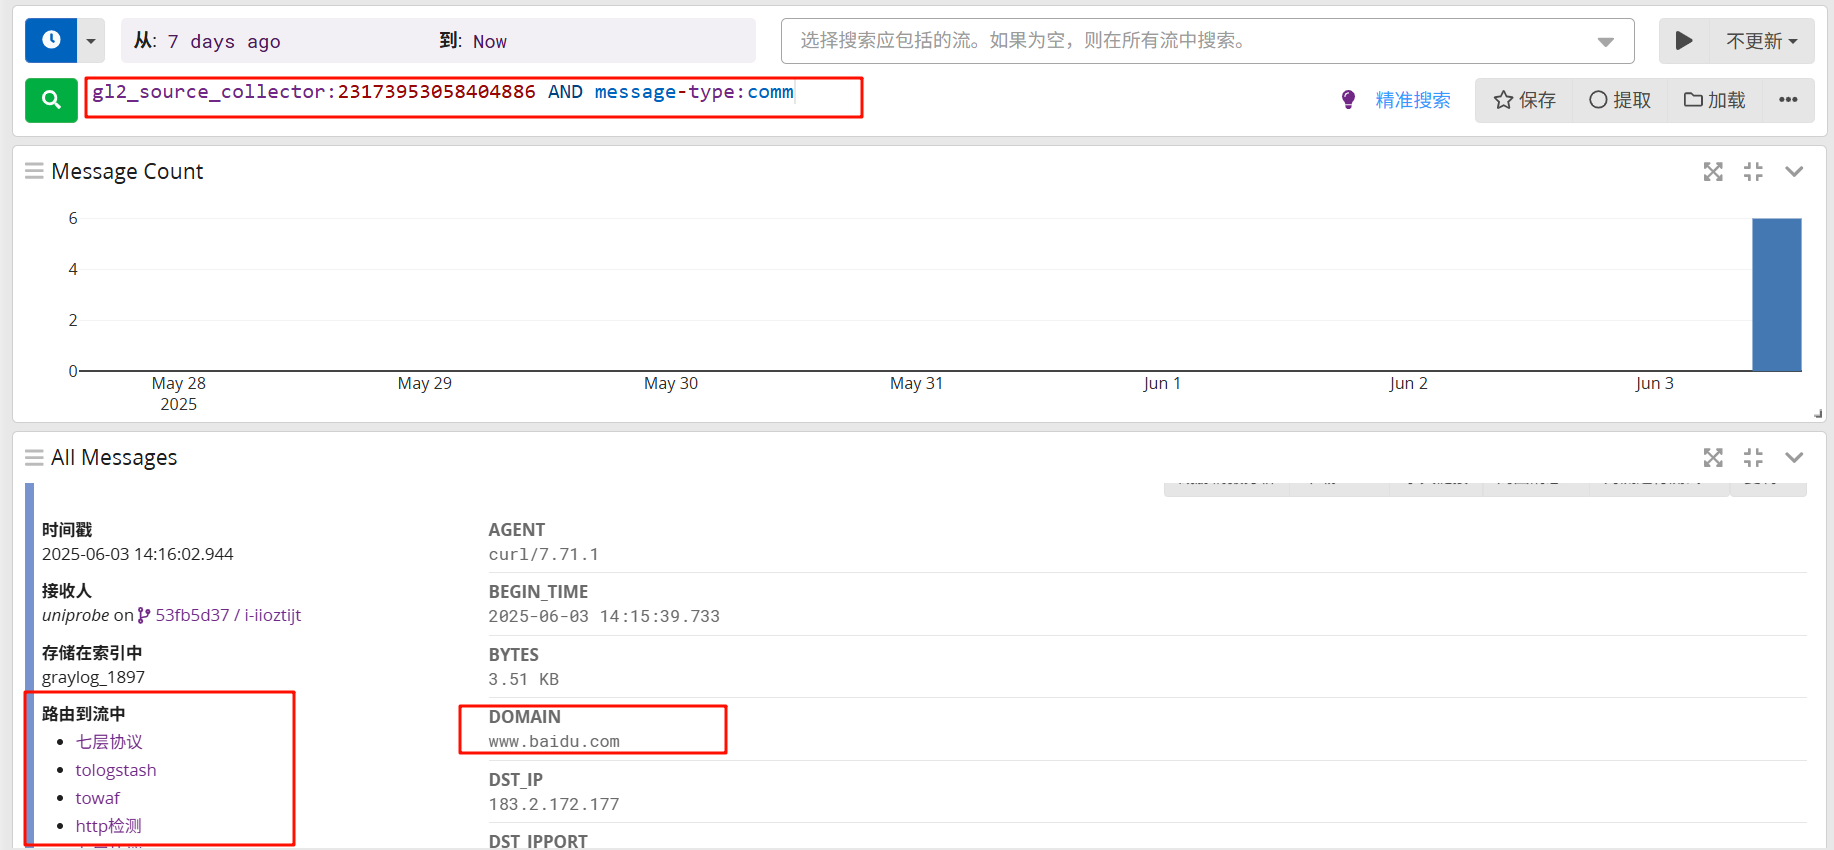 从: 7 days ago 到: Now
选择搜索应包括的流。如果为空，则在所有流中搜索。
不更新
gl2_source_collector:23173953058404886 AND message-type:comm
精准搜索
保存 提取 加载
Message Count
6
4
2
0
May 28 May 29 May 30 May 31 Jun 1 Jun 2 Jun 3
2025
All Messages
时间戳
2025-06-03 14:16:02.944
接收人
uniprobe on 53fb5d37 / i-iioztijt
存储在索引中
graylog_1897
路由到流中
七层协议
tologstash
towaf
http检测
AGENT
curl/7.71.1
BEGIN_TIME
2025-06-03 14:15:39.733
BYTES
3.51 KB
DOMAIN
www.baidu.com
DST_IP
183.2.172.177
DST_IPPORT